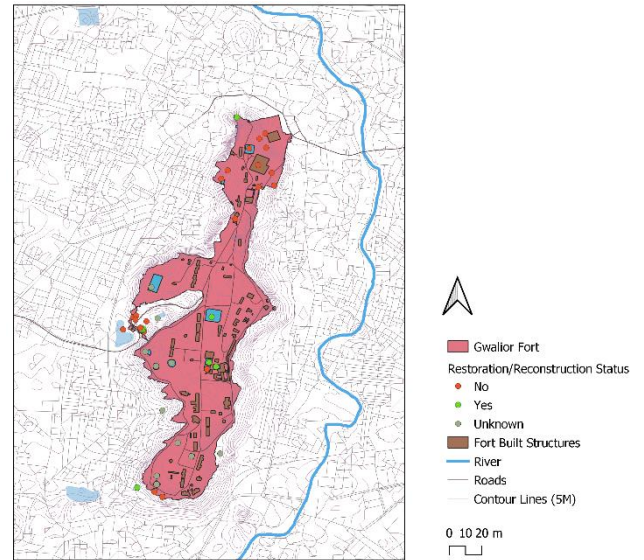 Gwalior Fort
Restoration/Reconstruction Status
No
Yes
Unknown
Fort Built Structures
River
Roads
Contour Lines (5M)
0 10 20 m